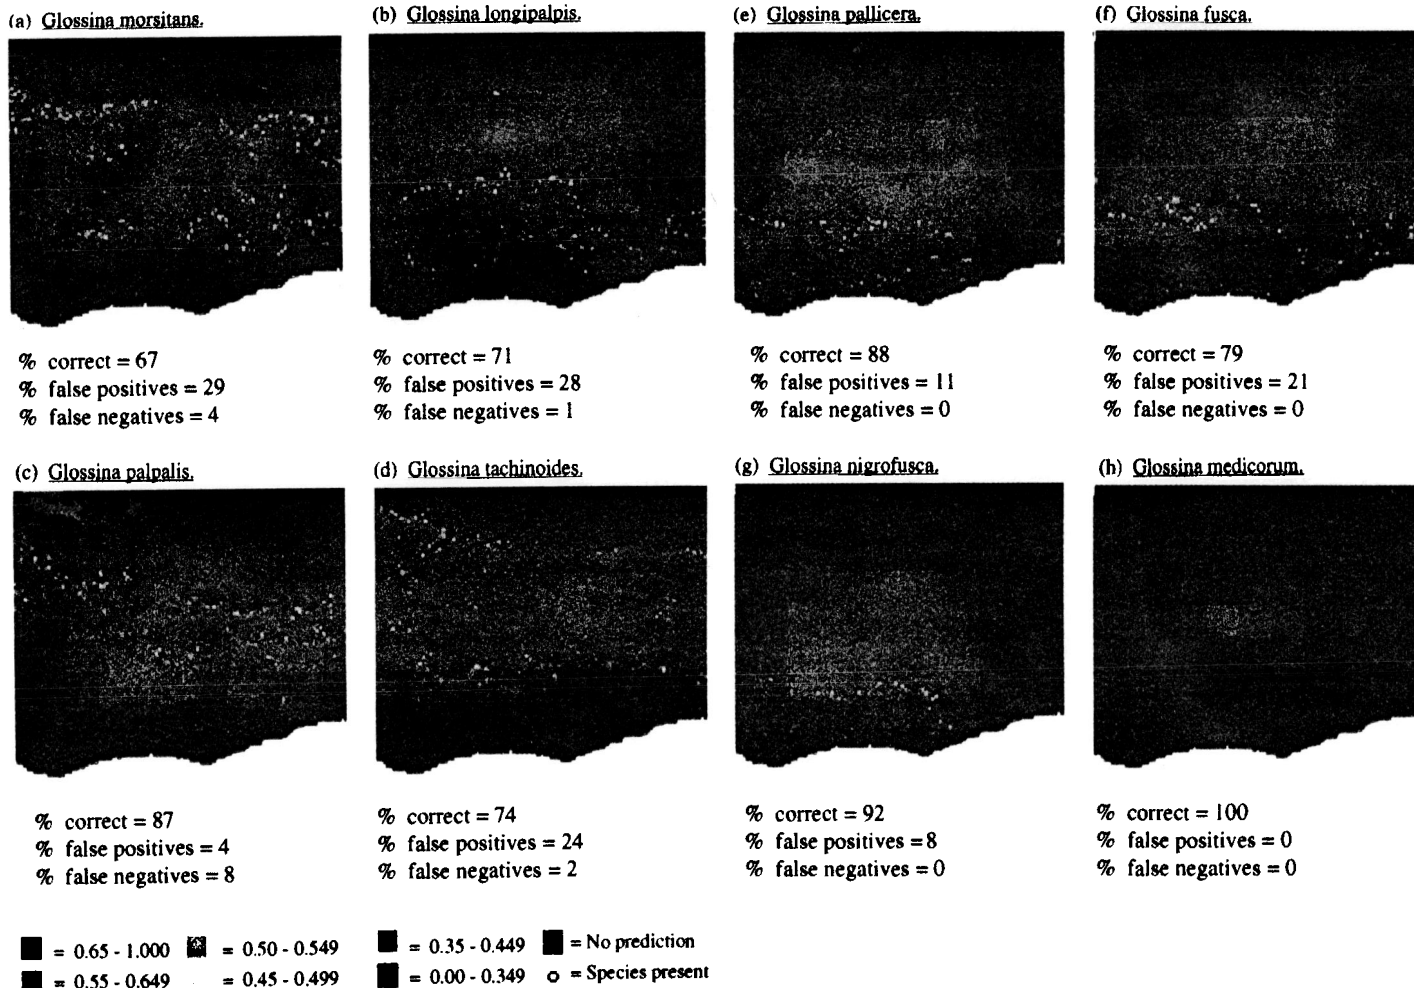 (a) Glossina morsitans.
(b) Glossina longipalpis.
(e) Glossina pallicera.
(f) Glossina fusca.
% correct = 67
% false positives = 29
% false negatives = 4
% correct = 71
% false positives = 28
% false negatives = 1
% correct = 88
% false positives = 11
% false negatives = 0
% correct = 79
% false positives = 21
% false negatives = 0
(c) Glossina palpalis.
(d) Glossina tachinoides.
(g) Glossina nigrofusca.
(h) Glossina medicorum.
% correct = 87
% false positives = 4
% false negatives = 8
% correct = 74
% false positives = 24
% false negatives = 2
% correct = 92
% false positives = 8
% false negatives = 0
% correct = 100
% false positives = 0
% false negatives = 0
= 0.65 - 1.000
= 0.50 - 0.549
= 0.35 - 0.449
= No prediction
= 0.55 - 0.649
= 0.45 - 0.499
= 0.00 - 0.349
= Species present